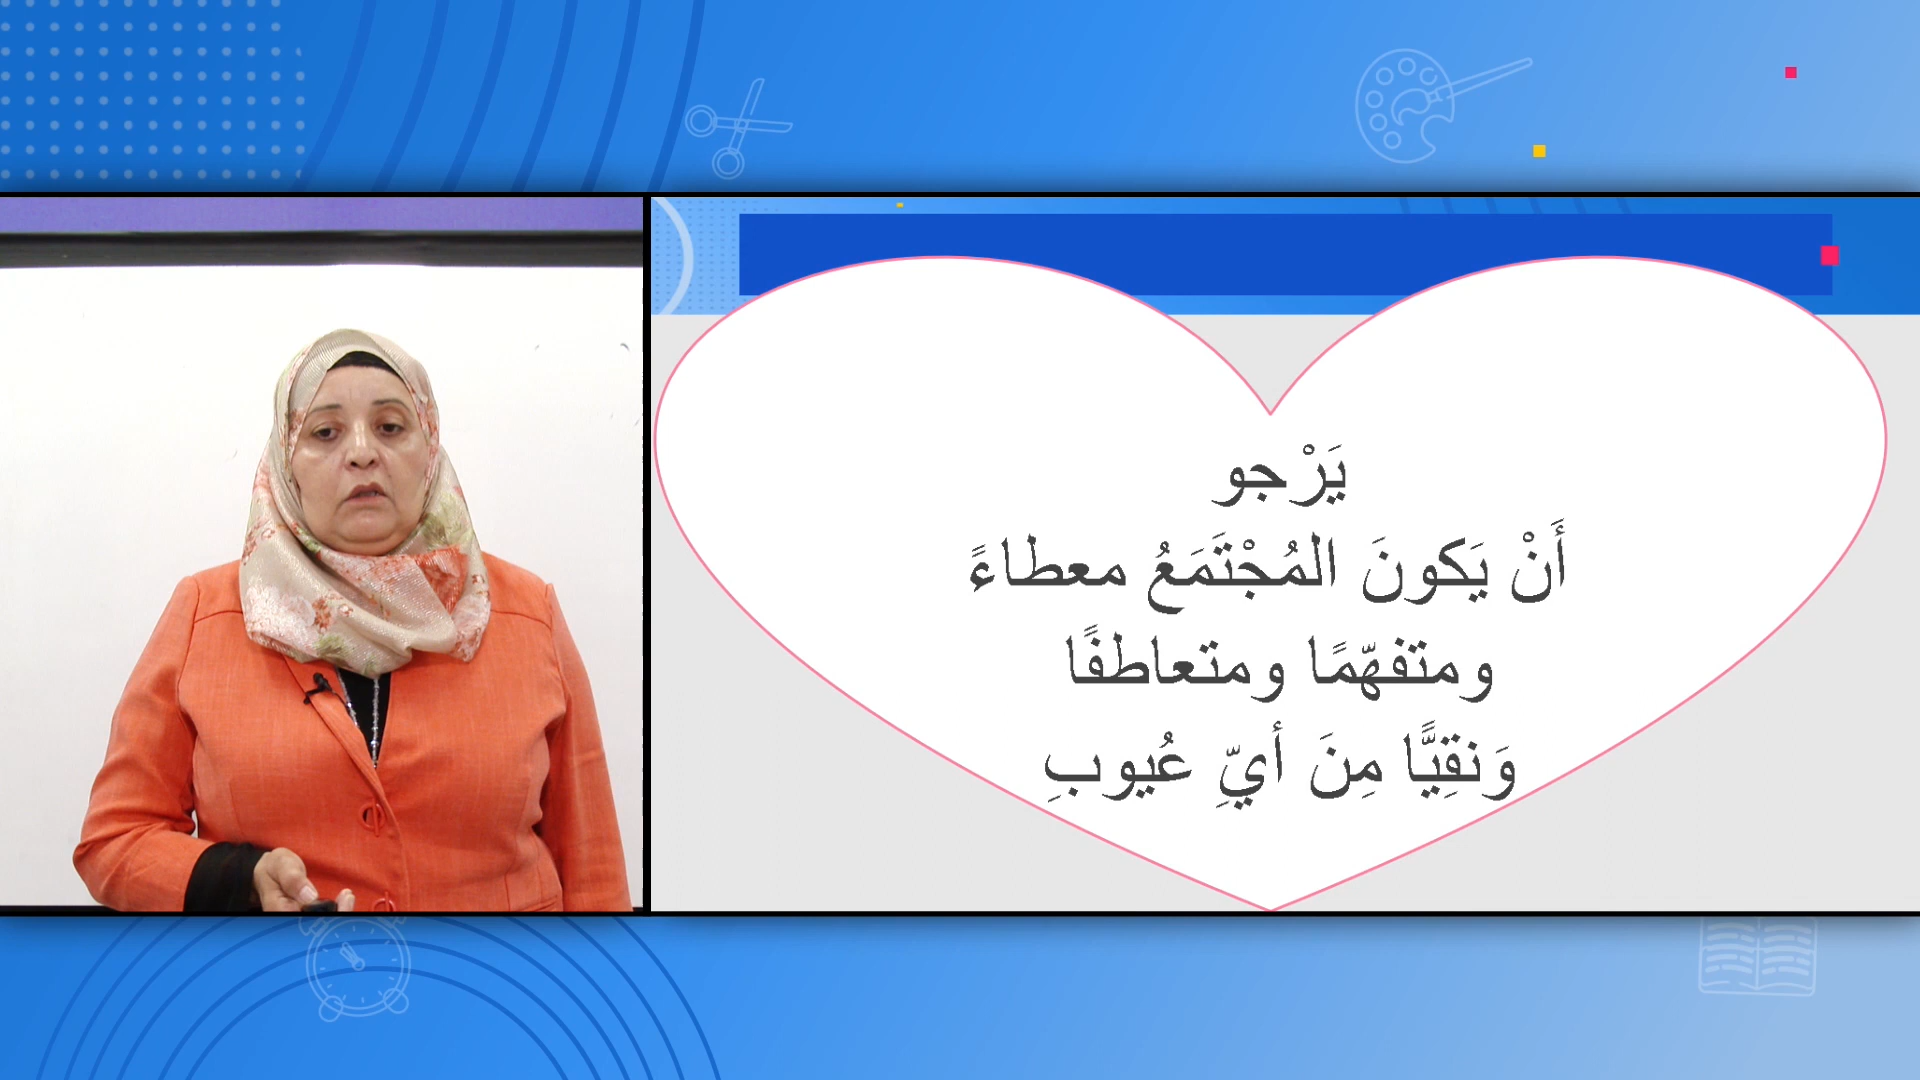 يَرْجو
أَنْ يَكونَ المُجْتَمَعُ معطاءً
ومتفهّمًا ومتعاطفًا
وَنقِيًّا مِنَ أيِّ عُيوبِ